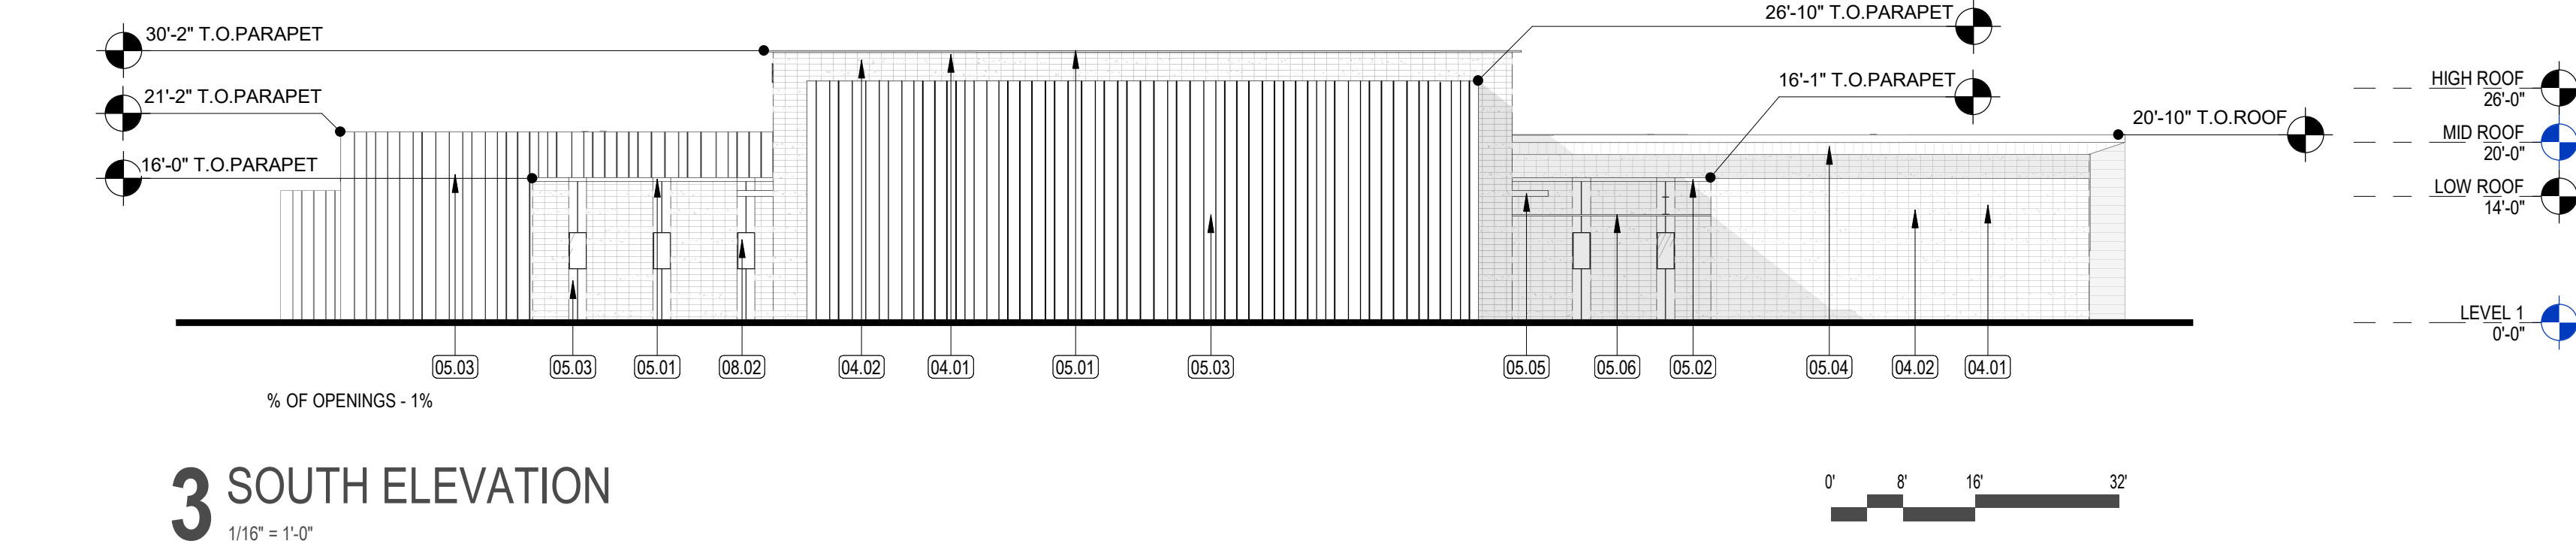 30'-2" T.O.PARAPET
21'-2" T.O.PARAPET
16'-0" T.O.PARAPET
26'-10" T.O.PARAPET
16'-1" T.O.PARAPET
20'-10" T.O.ROOF
HIGH ROOF
26'-0"
MID ROOF
20'-0"
LOW ROOF
14'-0"
LEVEL 1
0'-0"
05.03 05.03 05.01 08.02 04.02 04.01 05.01 05.03 05.05 05.06 05.02 05.04 04.02 04.01
% OF OPENINGS - 1%
3 SOUTH ELEVATION
1/16" = 1'-0"
0' 8' 16' 32'